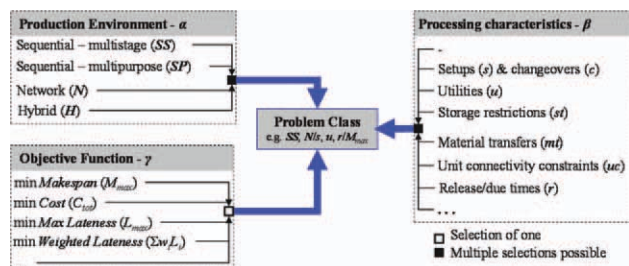 Production Environment - α
Sequential – multistage (SS)
Sequential – multipurpose (SP)
Network (N)
Hybrid (H)
Objective Function - γ
min Makespan (Mmax)
min Cost (Ctot)
min Max Lateness (Lmax)
min Weighted Lateness (ΣwiLi)
Problem Class
e.g. SS, N/s, u, r/Mmax
Processing characteristics - β
-
Setups (s) & changeovers (c)
Utilities (u)
Storage restrictions (st)
Material transfers (mt)
Unit connectivity constraints (uc)
Release/due times (r)
...
Selection of one
Multiple selections possible